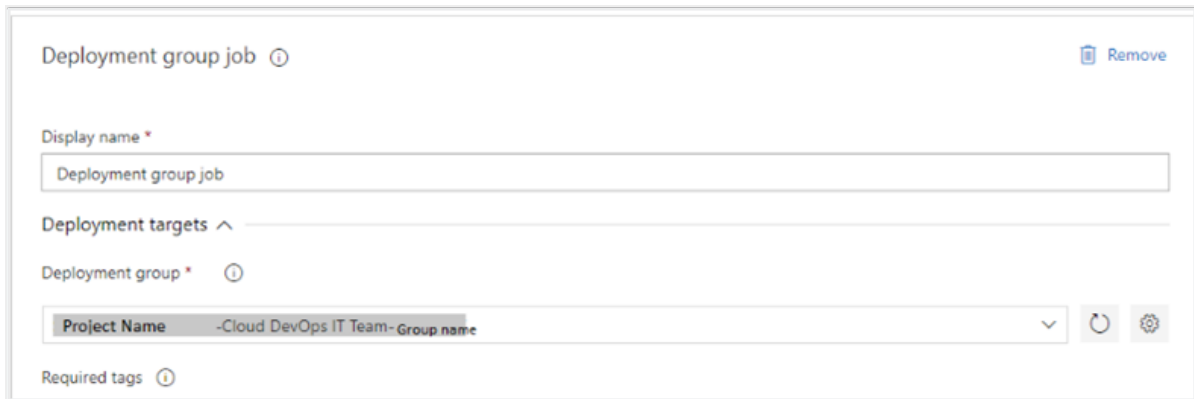 Deployment group job
Remove
Display name *
Deployment group job
Deployment targets
Deployment group *
Project Name -Cloud DevOps IT Team- Group name
Required tags